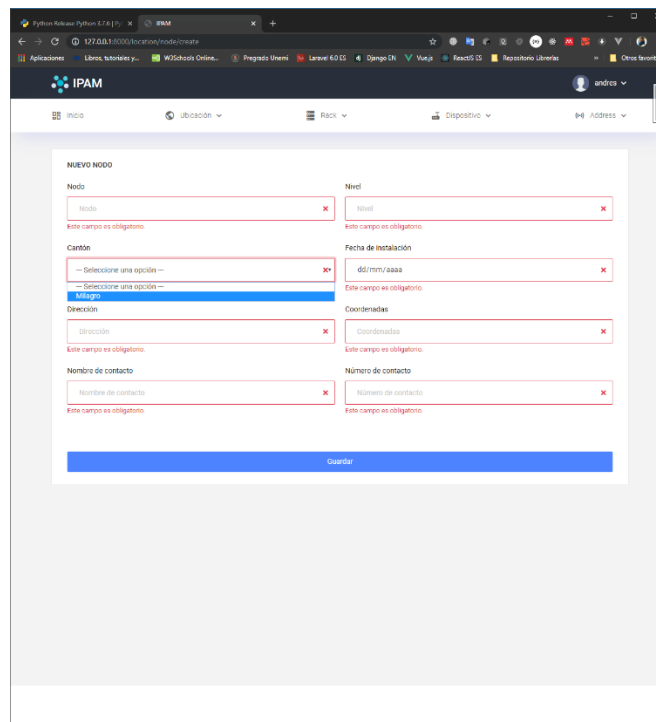 Python Release Python 3.7.6 | Py
IPAM
127.0.0.1:8000/location/node/create
Aplicaciones
Libros, tutoriales y...
W3Schools Online...
Pregrado Unemi
Laravel 6.0 ES
Django EN
Vue.js
ReactJS ES
Repositorio Librerías
»
Otros favorit
IPAM
andres
Inicio
Ubicación
Rack
Dispositivo
Address
NUEVO NODO
Nodo
Nivel
Nodo
Nivel
Este campo es obligatorio.
Este campo es obligatorio.
Cantón
Fecha de instalación
--- Seleccione una opción ---
dd/mm/aaaa
--- Seleccione una opción ---
Este campo es obligatorio.
Milagro
Dirección
Coordenadas
Dirección
Coordenadas
Este campo es obligatorio.
Este campo es obligatorio.
Nombre de contacto
Número de contacto
Nombre de contacto
Número de contacto
Este campo es obligatorio.
Este campo es obligatorio.
Guardar